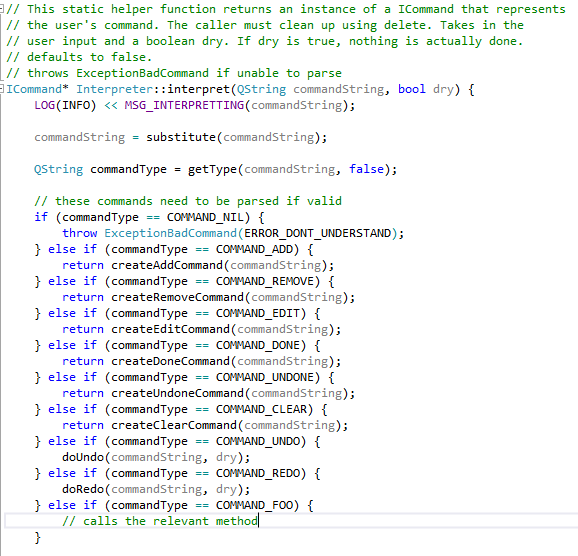 // This static helper function returns an instance of a ICommand that represents
// the user's command. The caller must clean up using delete. Takes in the
// user input and a boolean dry. If dry is true, nothing is actually done.
// defaults to false.
// throws ExceptionBadCommand if unable to parse
ICommand* Interpreter::interpret(QString commandString, bool dry) {
    LOG(INFO) << MSG_INTERPRETTING(commandString);

    commandString = substitute(commandString);

    QString commandType = getType(commandString, false);

    // these commands need to be parsed if valid
    if (commandType == COMMAND_NIL) {
        throw ExceptionBadCommand(ERROR_DONT_UNDERSTAND);
    } else if (commandType == COMMAND_ADD) {
        return createAddCommand(commandString);
    } else if (commandType == COMMAND_REMOVE) {
        return createRemoveCommand(commandString);
    } else if (commandType == COMMAND_EDIT) {
        return createEditCommand(commandString);
    } else if (commandType == COMMAND_DONE) {
        return createDoneCommand(commandString);
    } else if (commandType == COMMAND_UNDONE) {
        return createUndoneCommand(commandString);
    } else if (commandType == COMMAND_CLEAR) {
        return createClearCommand(commandString);
    } else if (commandType == COMMAND_UNDO) {
        doUndo(commandString, dry);
    } else if (commandType == COMMAND_REDO) {
        doRedo(commandString, dry);
    } else if (commandType == COMMAND_FOO) {
        // calls the relevant method
    }